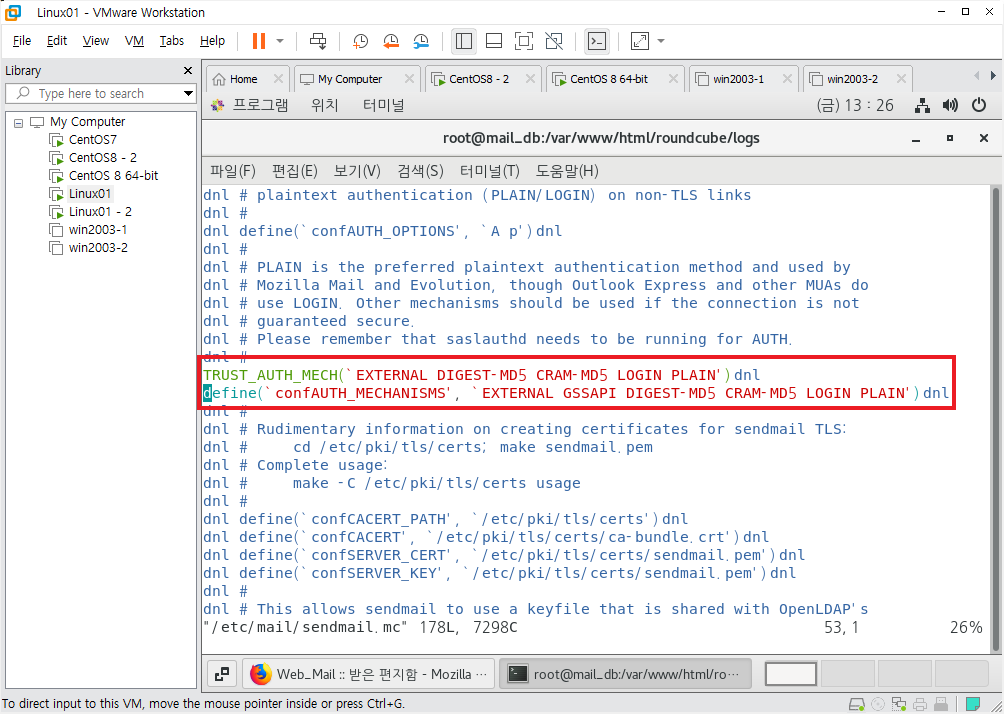 Linux01 - VMware Workstation
File Edit View VM Tabs Help
Library
Type here to search
My Computer
CentOS7
CentOS8 - 2
CentOS 8 64-bit
Linux01
Linux01 - 2
win2003-1
win2003-2
Home My Computer CentOS8 - 2 CentOS 8 64-bit win2003-1 win2003-2
프로그램 위치 터미널 (금) 13 : 26
root@mail_db:/var/www/html/roundcube/logs
파일(F) 편집(E) 보기(V) 검색(S) 터미널(T) 도움말(H)
dnl # plaintext authentication (PLAIN/LOGIN) on non-TLS links
dnl #
dnl define(`confAUTH_OPTIONS', `A p')dnl
dnl #
dnl # PLAIN is the preferred plaintext authentication method and used by
dnl # Mozilla Mail and Evolution, though Outlook Express and other MUAs do
dnl # use LOGIN. Other mechanisms should be used if the connection is not
dnl # guaranteed secure.
dnl # Please remember that saslauthd needs to be running for AUTH.
dnl #
TRUST_AUTH_MECH(`EXTERNAL DIGEST-MD5 CRAM-MD5 LOGIN PLAIN')dnl
define(`confAUTH_MECHANISMS', `EXTERNAL GSSAPI DIGEST-MD5 CRAM-MD5 LOGIN PLAIN')dnl
dnl #
dnl # Rudimentary information on creating certificates for sendmail TLS:
dnl #     cd /etc/pki/tls/certs; make sendmail.pem
dnl # Complete usage:
dnl #     make -C /etc/pki/tls/certs usage
dnl #
dnl define(`confCACERT_PATH', `/etc/pki/tls/certs')dnl
dnl define(`confCACERT', `/etc/pki/tls/certs/ca-bundle.crt')dnl
dnl define(`confSERVER_CERT', `/etc/pki/tls/certs/sendmail.pem')dnl
dnl define(`confSERVER_KEY', `/etc/pki/tls/certs/sendmail.pem')dnl
dnl #
dnl # This allows sendmail to use a keyfile that is shared with OpenLDAP's
"/etc/mail/sendmail.mc" 178L, 7298C 53,1 26%
Web_Mail :: 받은 편지함 - Mozilla ··· root@mail_db:/var/www/html/ro···
To direct input to this VM, move the mouse pointer inside or press Ctrl+G.